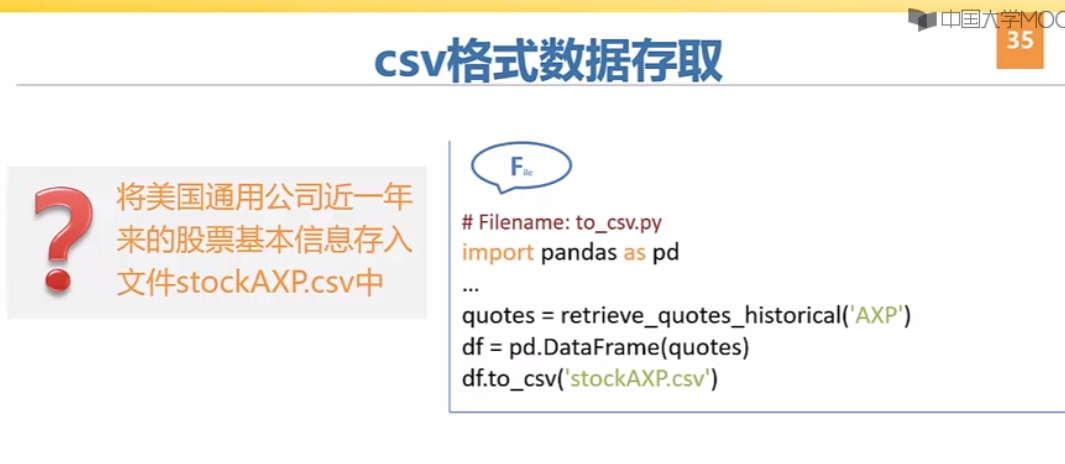 中国大学MOO
35
csv格式数据存取
将美国通用公司近一年
来的股票基本信息存入
文件stockAXP.csv中
File
# Filename: to_csv.py
import pandas as pd
...
quotes = retrieve_quotes_historical('AXP')
df = pd.DataFrame(quotes)
df.to_csv('stockAXP.csv')